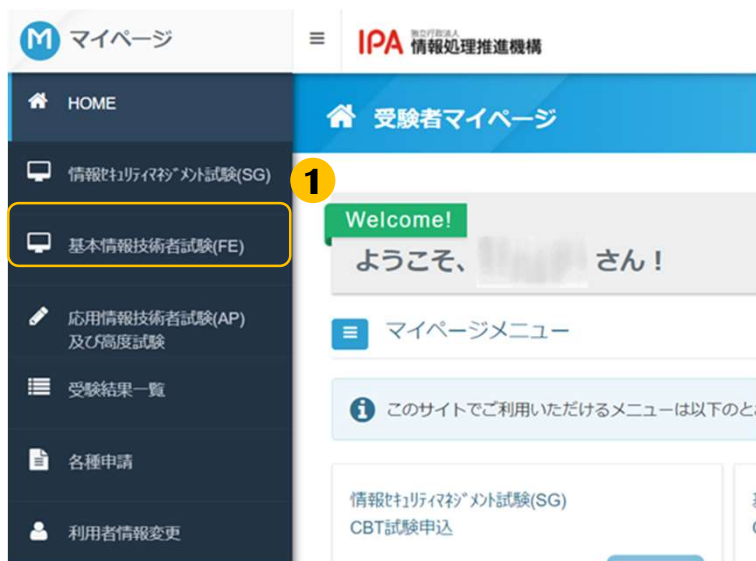 M マイページ
HOME
情報ｾｷｭﾘﾃｨﾏﾈｼﾞﾒﾝﾄ試験(SG)
1
基本情報技術者試験(FE)
応用情報技術者試験(AP)
及び高度試験
受験結果一覧
各種申請
利用者情報変更
IPA 独立行政法人
情報処理推進機構
受験者マイページ
Welcome!
ようこそ、 さん！
マイページメニュー
このサイトでご利用いただけるメニューは以下のと
情報ｾｷｭﾘﾃｨﾏﾈｼﾞﾒﾝﾄ試験(SG)
CBT試験申込